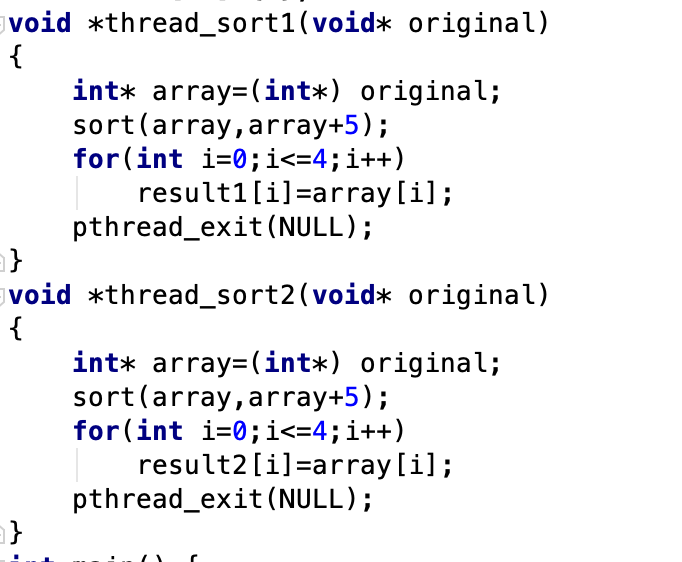 void *thread_sort1(void* original)
{
    int* array=(int*) original;
    sort(array,array+5);
    for(int i=0;i<=4;i++)
        result1[i]=array[i];
    pthread_exit(NULL);
}
void *thread_sort2(void* original)
{
    int* array=(int*) original;
    sort(array,array+5);
    for(int i=0;i<=4;i++)
        result2[i]=array[i];
    pthread_exit(NULL);
}
int main() {